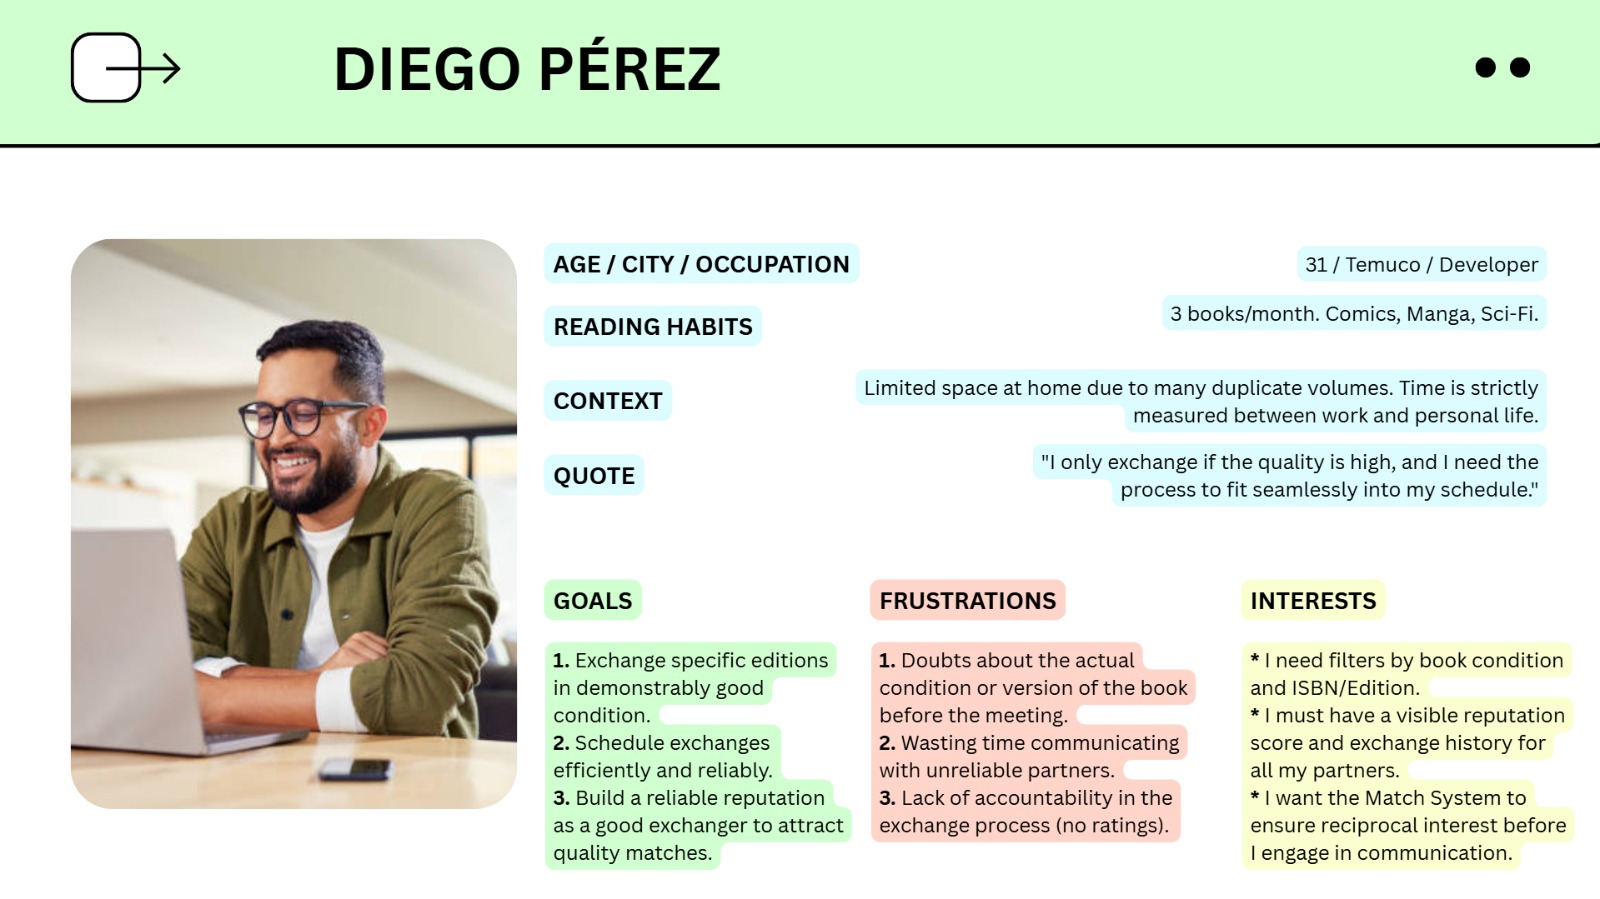 DIEGO PÉREZ
AGE / CITY / OCCUPATION
31 / Temuco / Developer
READING HABITS
3 books/month. Comics, Manga, Sci-Fi.
CONTEXT
Limited space at home due to many duplicate volumes. Time is strictly
measured between work and personal life.
QUOTE
"I only exchange if the quality is high, and I need the
process to fit seamlessly into my schedule."
GOALS
1. Exchange specific editions
in demonstrably good
condition.
2. Schedule exchanges
efficiently and reliably.
3. Build a reliable reputation
as a good exchanger to attract
quality matches.
FRUSTRATIONS
1. Doubts about the actual
condition or version of the book
before the meeting.
2. Wasting time communicating
with unreliable partners.
3. Lack of accountability in the
exchange process (no ratings).
INTERESTS
* I need filters by book condition
and ISBN/Edition.
* I must have a visible reputation
score and exchange history for
all my partners.
* I want the Match System to
ensure reciprocal interest before
I engage in communication.